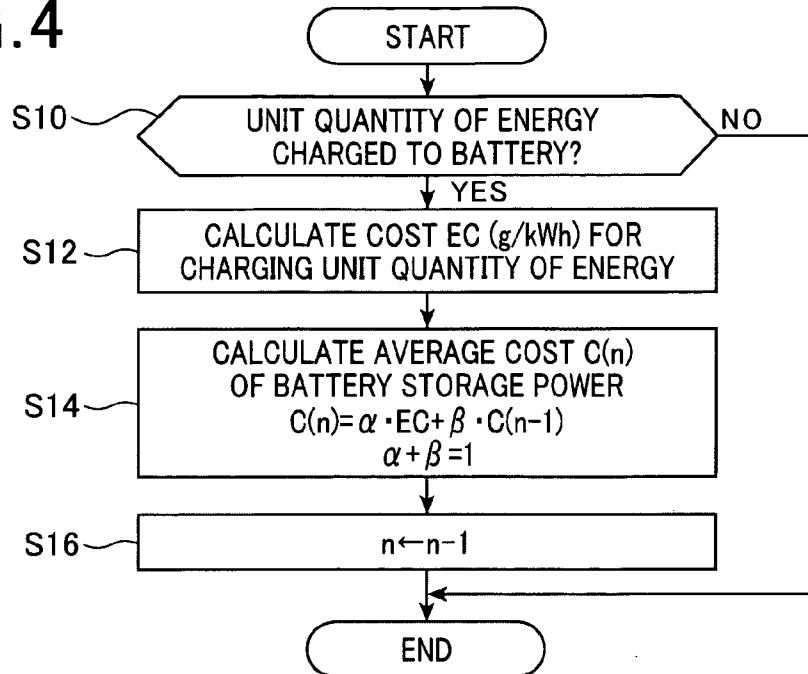 .4
START
S10
UNIT QUANTITY OF ENERGY
CHARGED TO BATTERY?
NO
YES
S12
CALCULATE COST EC (g/kWh) FOR
CHARGING UNIT QUANTITY OF ENERGY
S14
CALCULATE AVERAGE COST C(n)
OF BATTERY STORAGE POWER
C(n)=α·EC+β·C(n-1)
α+β=1
S16
n←n-1
END